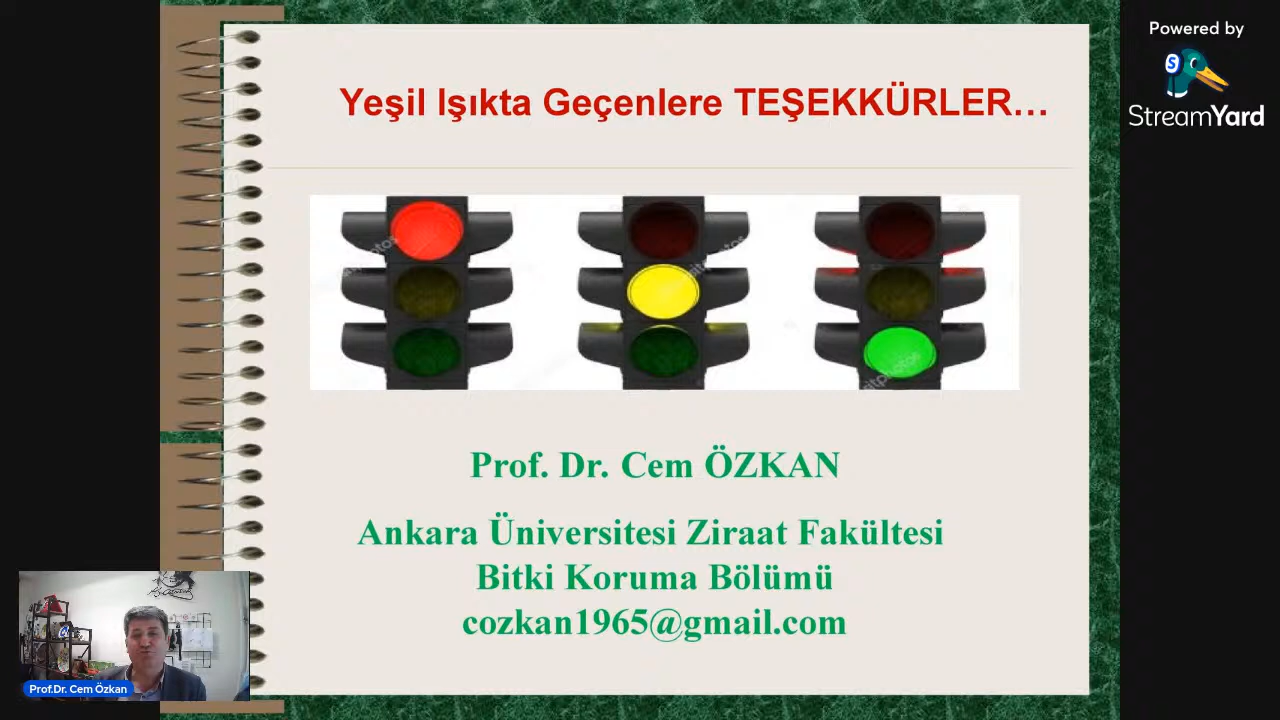 Powered by
StreamYard
Yeşil Işıkta Geçenlere TEŞEKKÜRLER…
Prof. Dr. Cem ÖZKAN
Ankara Üniversitesi Ziraat Fakültesi
Bitki Koruma Bölümü
cozkan1965@gmail.com
Prof.Dr. Cem Özkan